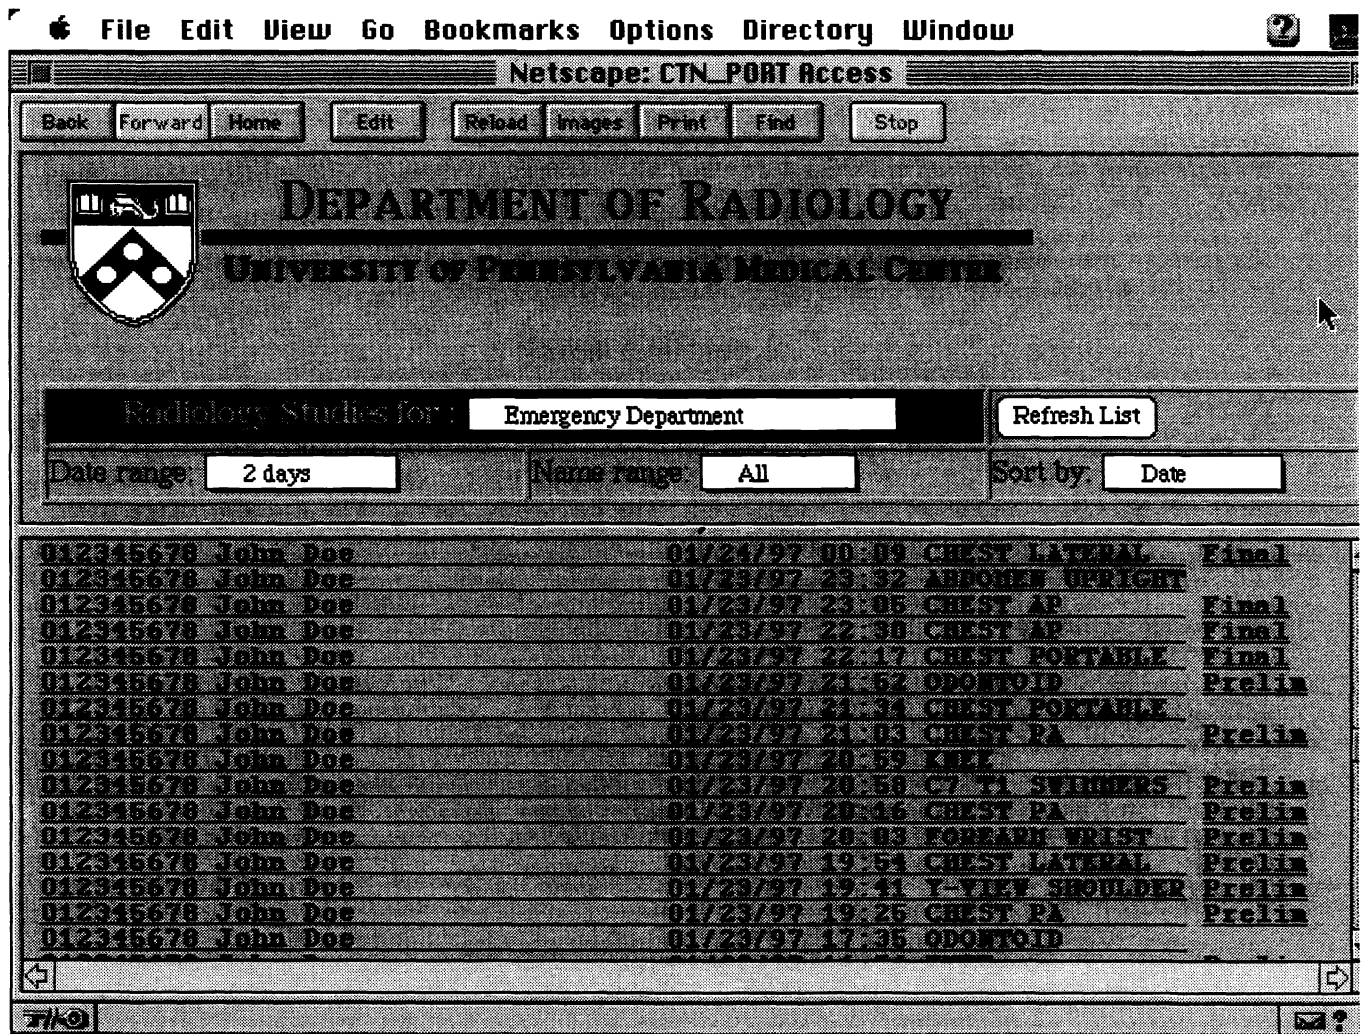 File Edit View Go Bookmarks Options Directory Window
Netscape: CTN_PORT Access
Back Forward Home Edit Reload Images Print Find Stop
DEPARTMENT OF RADIOLOGY
UNIVERSITY OF PENNSYLVANIA MEDICAL CENTER
Radiology Studies for : Emergency Department Refresh List
Date range: 2 days Name range: All Sort by: Date
012345678 John Doe 01/24/97 00:09 CHEST LATERAL Final
012345678 John Doe 01/23/97 23:32 ABDOMEN UPRIGHT
012345678 John Doe 01/23/97 23:05 CHEST AP Final
012345678 John Doe 01/23/97 22:38 CHEST AP Final
012345678 John Doe 01/23/97 22:17 CHEST PORTABLE Final
012345678 John Doe 01/23/97 21:52 ODONTOID Prelim
012345678 John Doe 01/23/97 21:34 CHEST PORTABLE
012345678 John Doe 01/23/97 21:03 CHEST PA Prelim
012345678 John Doe 01/23/97 20:59 KNEE
012345678 John Doe 01/23/97 20:58 C7 T1 SWIMMERS Prelim
012345678 John Doe 01/23/97 20:16 CHEST PA Prelim
012345678 John Doe 01/23/97 20:03 FOREARM WRIST Prelim
012345678 John Doe 01/23/97 19:54 CHEST LATERAL Prelim
012345678 John Doe 01/23/97 19:41 Y-VIEW SHOULDER Prelim
012345678 John Doe 01/23/97 19:25 CHEST PA Prelim
012345678 John Doe 01/23/97 17:35 ODONTOID